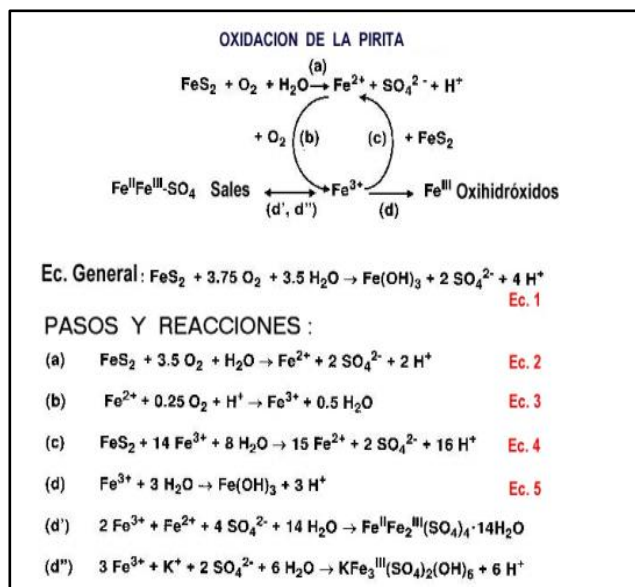 OXIDACION DE LA PIRITA
(a)
FeS₂ + O₂ + H₂O → Fe²⁺ + SO₄²⁻ + H⁺
+ O₂ (b) (c) + FeS₂
FeᴵᴵFeᴵᴵᴵ-SO₄ Sales ↔ Fe³⁺ → Feᴵᴵᴵ Oxihidróxidos
(d', d'') (d)
Ec. General : FeS₂ + 3.75 O₂ + 3.5 H₂O → Fe(OH)₃ + 2 SO₄²⁻ + 4 H⁺
Ec. 1
PASOS Y REACCIONES :
(a) FeS₂ + 3.5 O₂ + H₂O → Fe²⁺ + 2 SO₄²⁻ + 2 H⁺ Ec. 2
(b) Fe²⁺ + 0.25 O₂ + H⁺ → Fe³⁺ + 0.5 H₂O Ec. 3
(c) FeS₂ + 14 Fe³⁺ + 8 H₂O → 15 Fe²⁺ + 2 SO₄²⁻ + 16 H⁺ Ec. 4
(d) Fe³⁺ + 3 H₂O → Fe(OH)₃ + 3 H⁺ Ec. 5
(d') 2 Fe³⁺ + Fe²⁺ + 4 SO₄²⁻ + 14 H₂O → FeᴵᴵFe₂ᴵᴵᴵ(SO₄)₄·14H₂O
(d'') 3 Fe³⁺ + K⁺ + 2 SO₄²⁻ + 6 H₂O → KFe₃ᴵᴵᴵ(SO₄)₂(OH)₆ + 6 H⁺